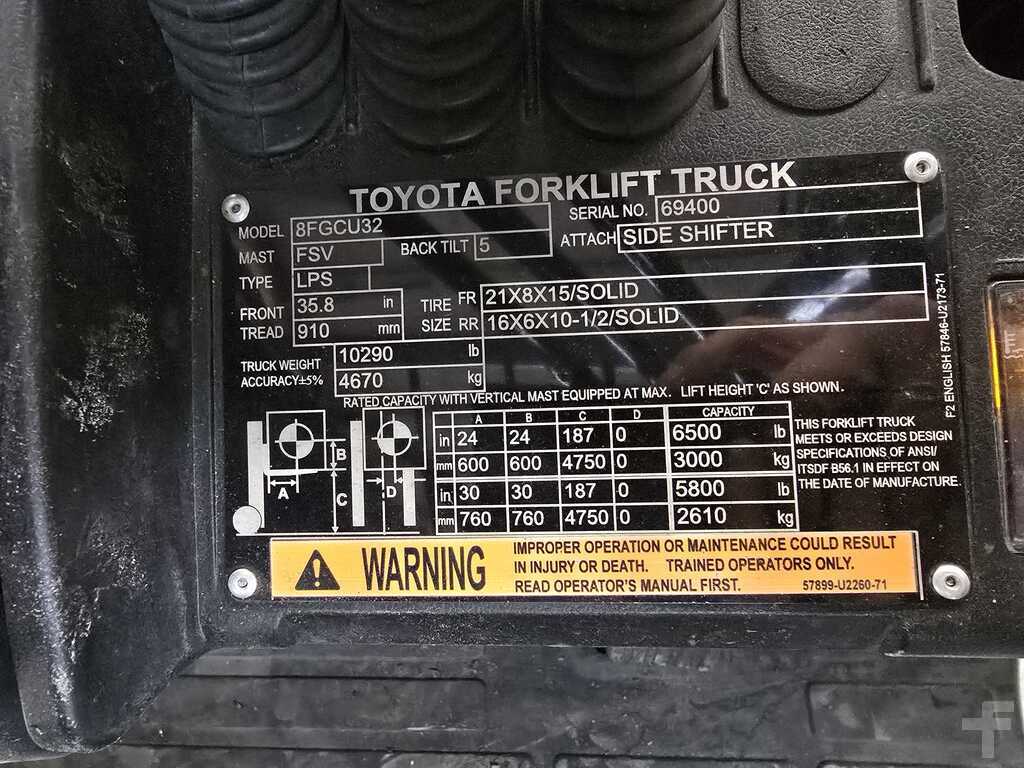 TOYOTA FORKLIFT TRUCK
MODEL 8FGCU32 SERIAL NO. 69400
MAST FSV BACK TILT 5 ATTACH SIDE SHIFTER
TYPE LPS
FRONT TREAD 35.8 in 910 mm
TIRE SIZE FR 21X8X15/SOLID
RR 16X6X10-1/2/SOLID
TRUCK WEIGHT 10290 lb
ACCURACY±5% 4670 kg
RATED CAPACITY WITH VERTICAL MAST EQUIPPED AT MAX. LIFT HEIGHT 'C' AS SHOWN.
A B C D
A B C D CAPACITY
in 24 24 187 0 6500 lb
mm 600 600 4750 0 3000 kg
in 30 30 187 0 5800 lb
mm 760 760 4750 0 2610 kg
THIS FORKLIFT TRUCK
MEETS OR EXCEEDS DESIGN
SPECIFICATIONS OF ANSI/
ITSDF B56.1 IN EFFECT ON
THE DATE OF MANUFACTURE.
F2 ENGLISH 57846-U2173-71
WARNING
IMPROPER OPERATION OR MAINTENANCE COULD RESULT
IN INJURY OR DEATH. TRAINED OPERATORS ONLY.
READ OPERATOR'S MANUAL FIRST. 57899-U2260-71